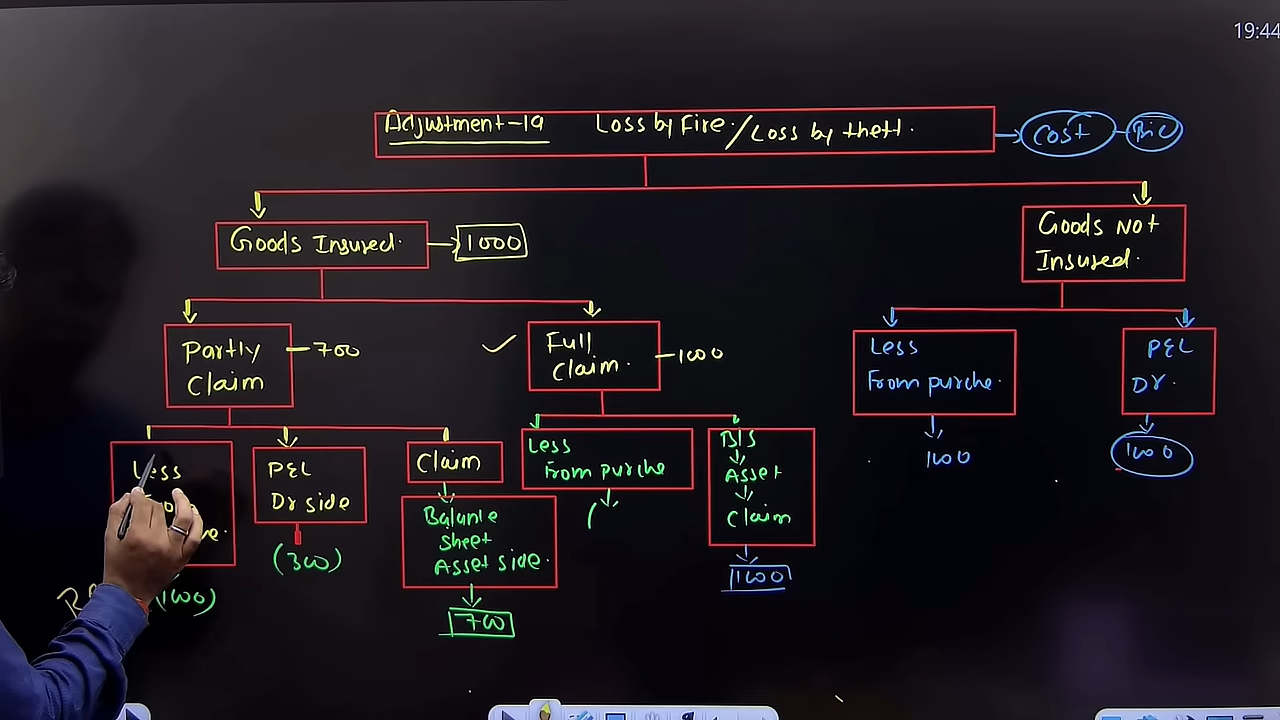 19:44
Adjustment-19 Loss by Fire. / Loss by theft.
Cost
Goods Insured.
1000
Goods Not
Insured.
Partly
Claim
700
Full
Claim.
1000
Less
From purche.
P&L
Dr.
1000
1000
Less
P&L
Dr side
(300)
Claim
Balance
Sheet
Asset side.
700
Less
From purche
B/S
Asset
Claim
1000
(1000)